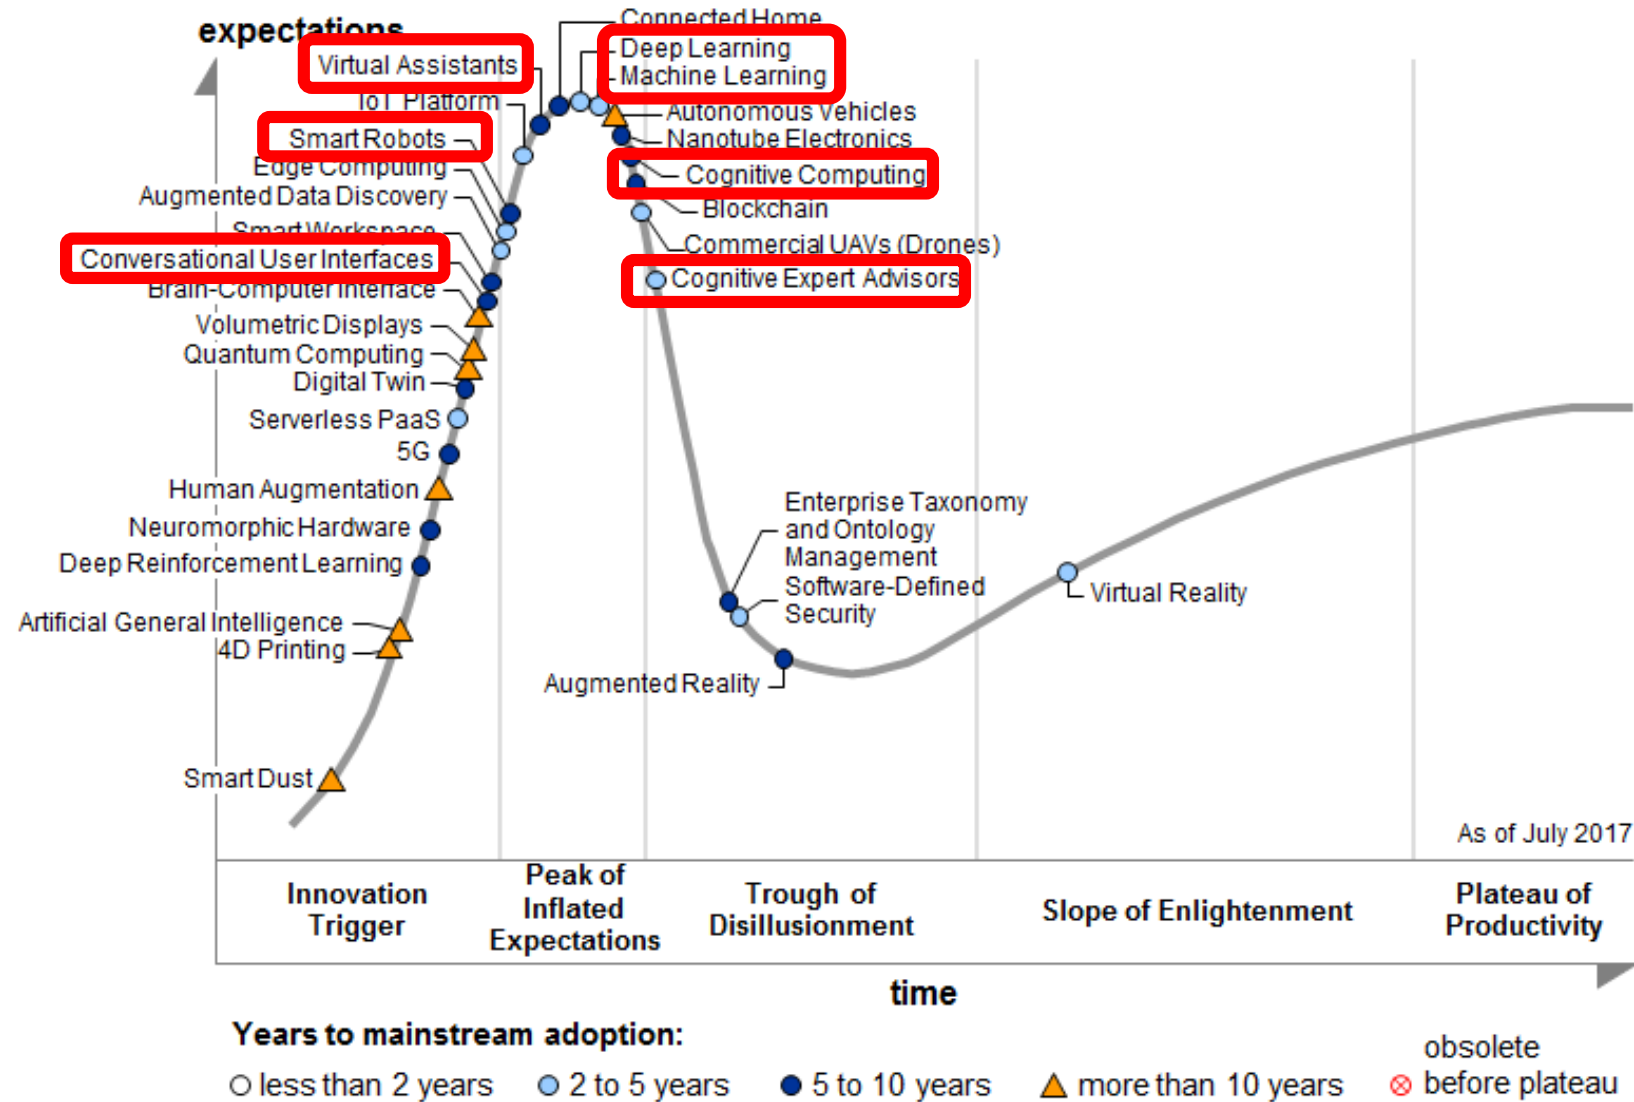 expectations
Connected Home
Deep Learning
Virtual Assistants
Machine Learning
IoT Platform
Autonomous Vehicles
Smart Robots
Nanotube Electronics
Edge Computing
Cognitive Computing
Augmented Data Discovery
Blockchain
Smart Workspace
Commercial UAVs (Drones)
Conversational User Interfaces
Cognitive Expert Advisors
Brain-Computer Interface
Volumetric Displays
Quantum Computing
Digital Twin
Serverless PaaS
5G
Human Augmentation
Neuromorphic Hardware
Deep Reinforcement Learning
Artificial General Intelligence
4D Printing
Smart Dust
Enterprise Taxonomy
and Ontology
Management
Software-Defined
Security
Augmented Reality
Virtual Reality
As of July 2017
Innovation
Trigger
Peak of
Inflated
Expectations
Trough of
Disillusionment
Slope of Enlightenment
Plateau of
Productivity
time
Years to mainstream adoption:
less than 2 years
2 to 5 years
5 to 10 years
more than 10 years
obsolete
before plateau